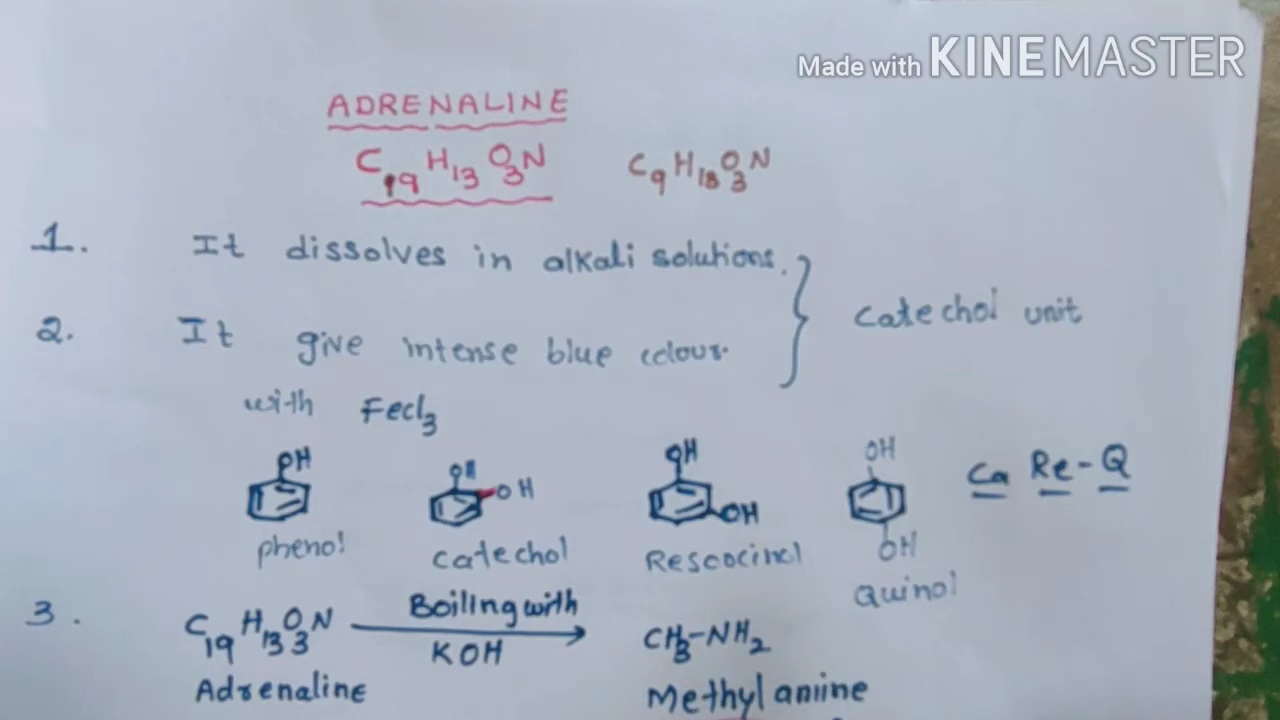 Made with KINEMASTER
ADRENALINE
C19H13O3N C9H13O3N
1. It dissolves in alkali solutions. } catechol unit
2. It give intense blue colour.
with Fecl3
OH OH OH OH OH Ca Re-Q
OH OH
phenol catechol Resocinol Quinol
3. C19H13O3N Boiling with KOH CH3-NH2
Adrenaline Methyl amine